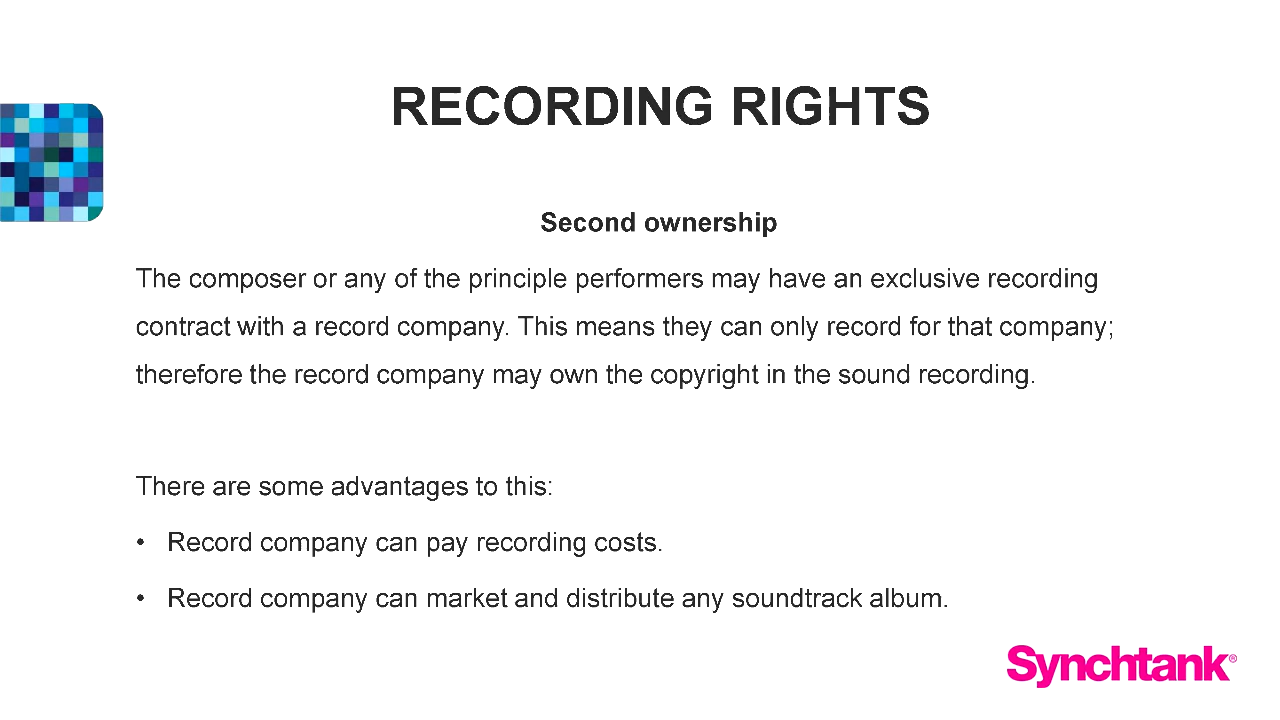 RECORDING RIGHTS
Second ownership
The composer or any of the principle performers may have an exclusive recording
contract with a record company. This means they can only record for that company;
therefore the record company may own the copyright in the sound recording.
There are some advantages to this:
• Record company can pay recording costs.
• Record company can market and distribute any soundtrack album.
Synchtank®